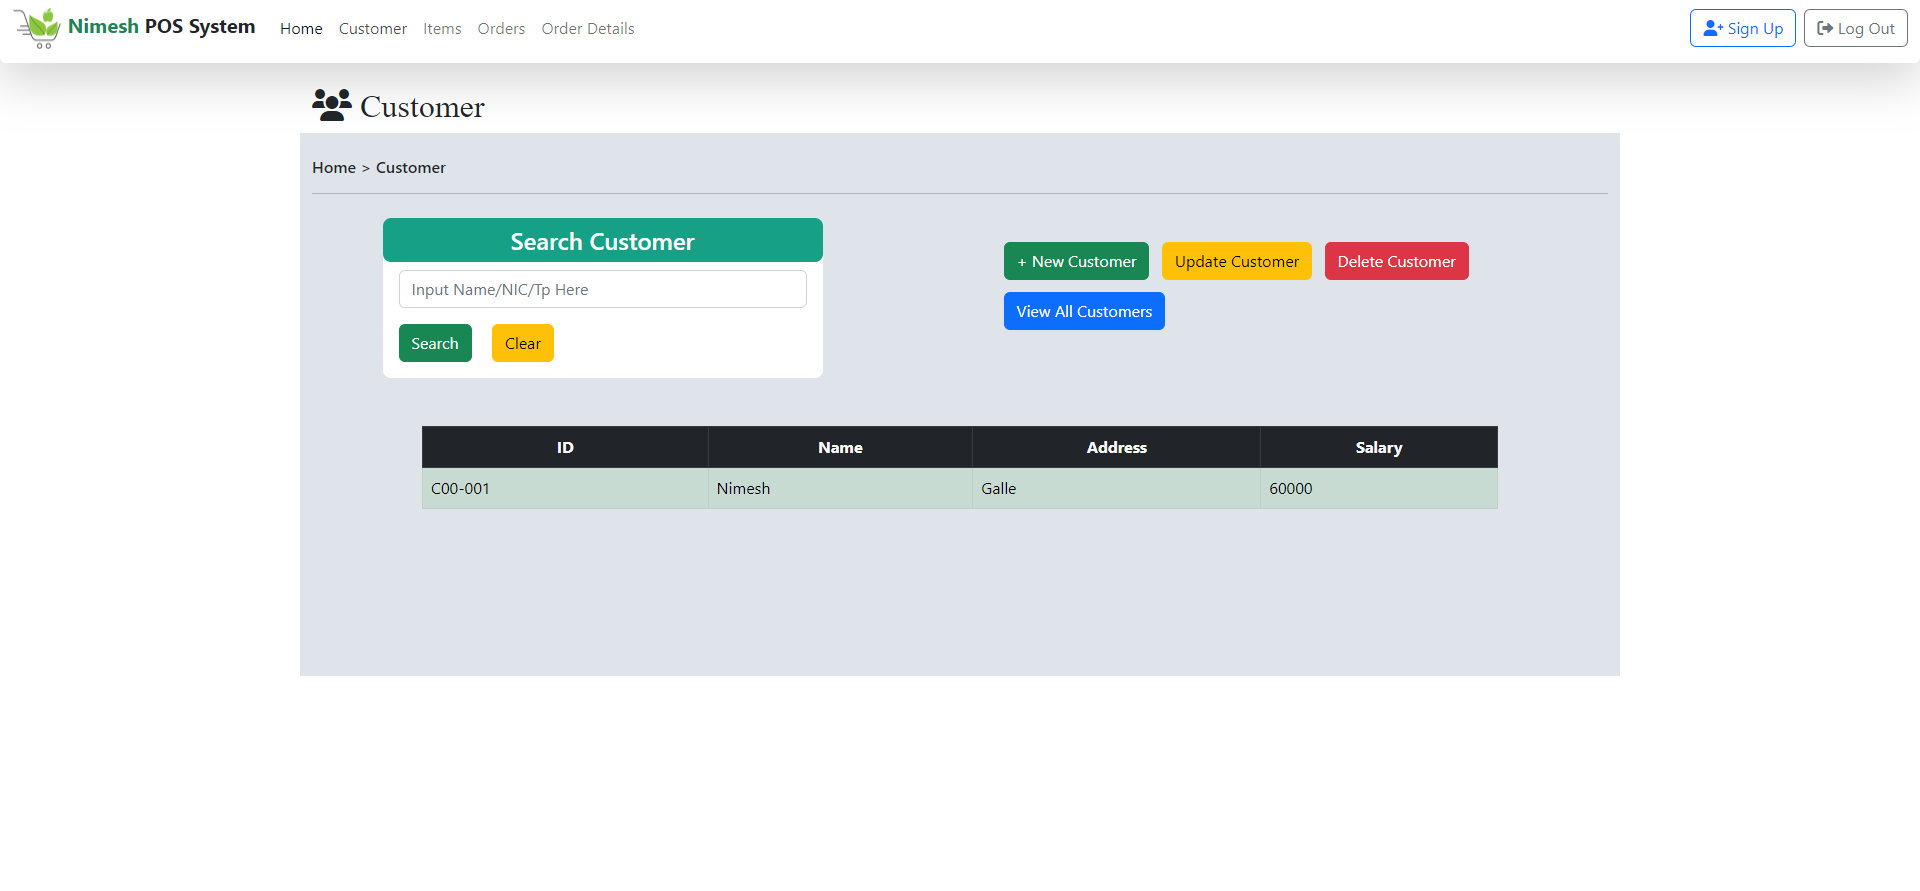 Nimesh POS System Home Customer Items Orders Order Details Sign Up Log Out
Customer
Home > Customer
Search Customer
Input Name/NIC/Tp Here
Search Clear
+ New Customer Update Customer Delete Customer
View All Customers
ID Name Address Salary
C00-001 Nimesh Galle 60000